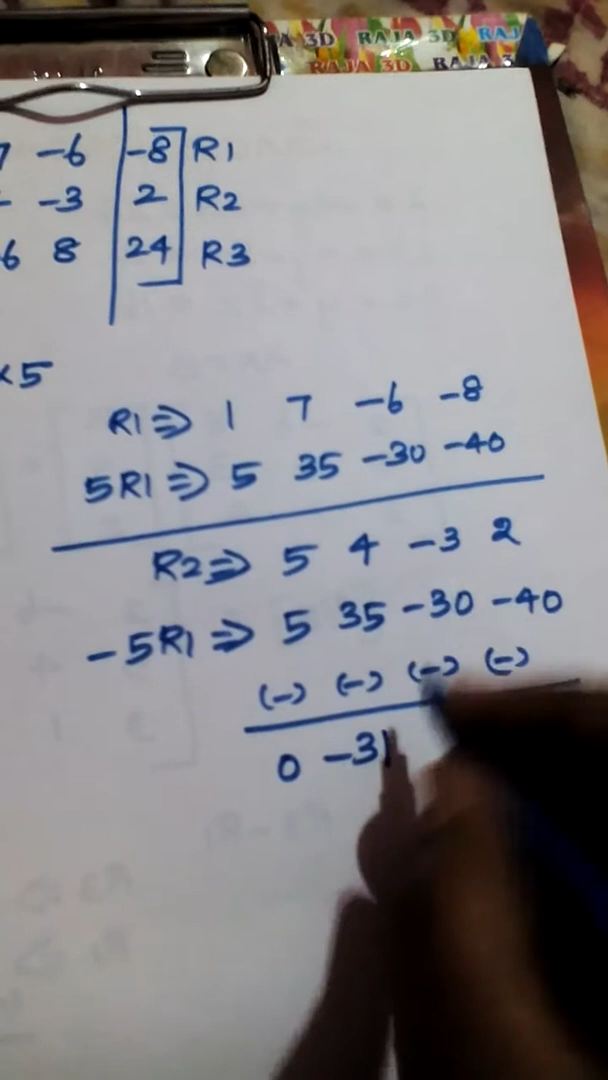 RAJA 3D RAJ
RAJA 3D RAJA 3
-6 -8 R1
-3 2 R2
6 8 24 R3
×5
R1⇒ 1 7 -6 -8
5R1⇒ 5 35 -30 -40
R2⇒ 5 4 -3 2
-5R1⇒ 5 35 -30 -40
(-) (-) (-) (-)
0 -31